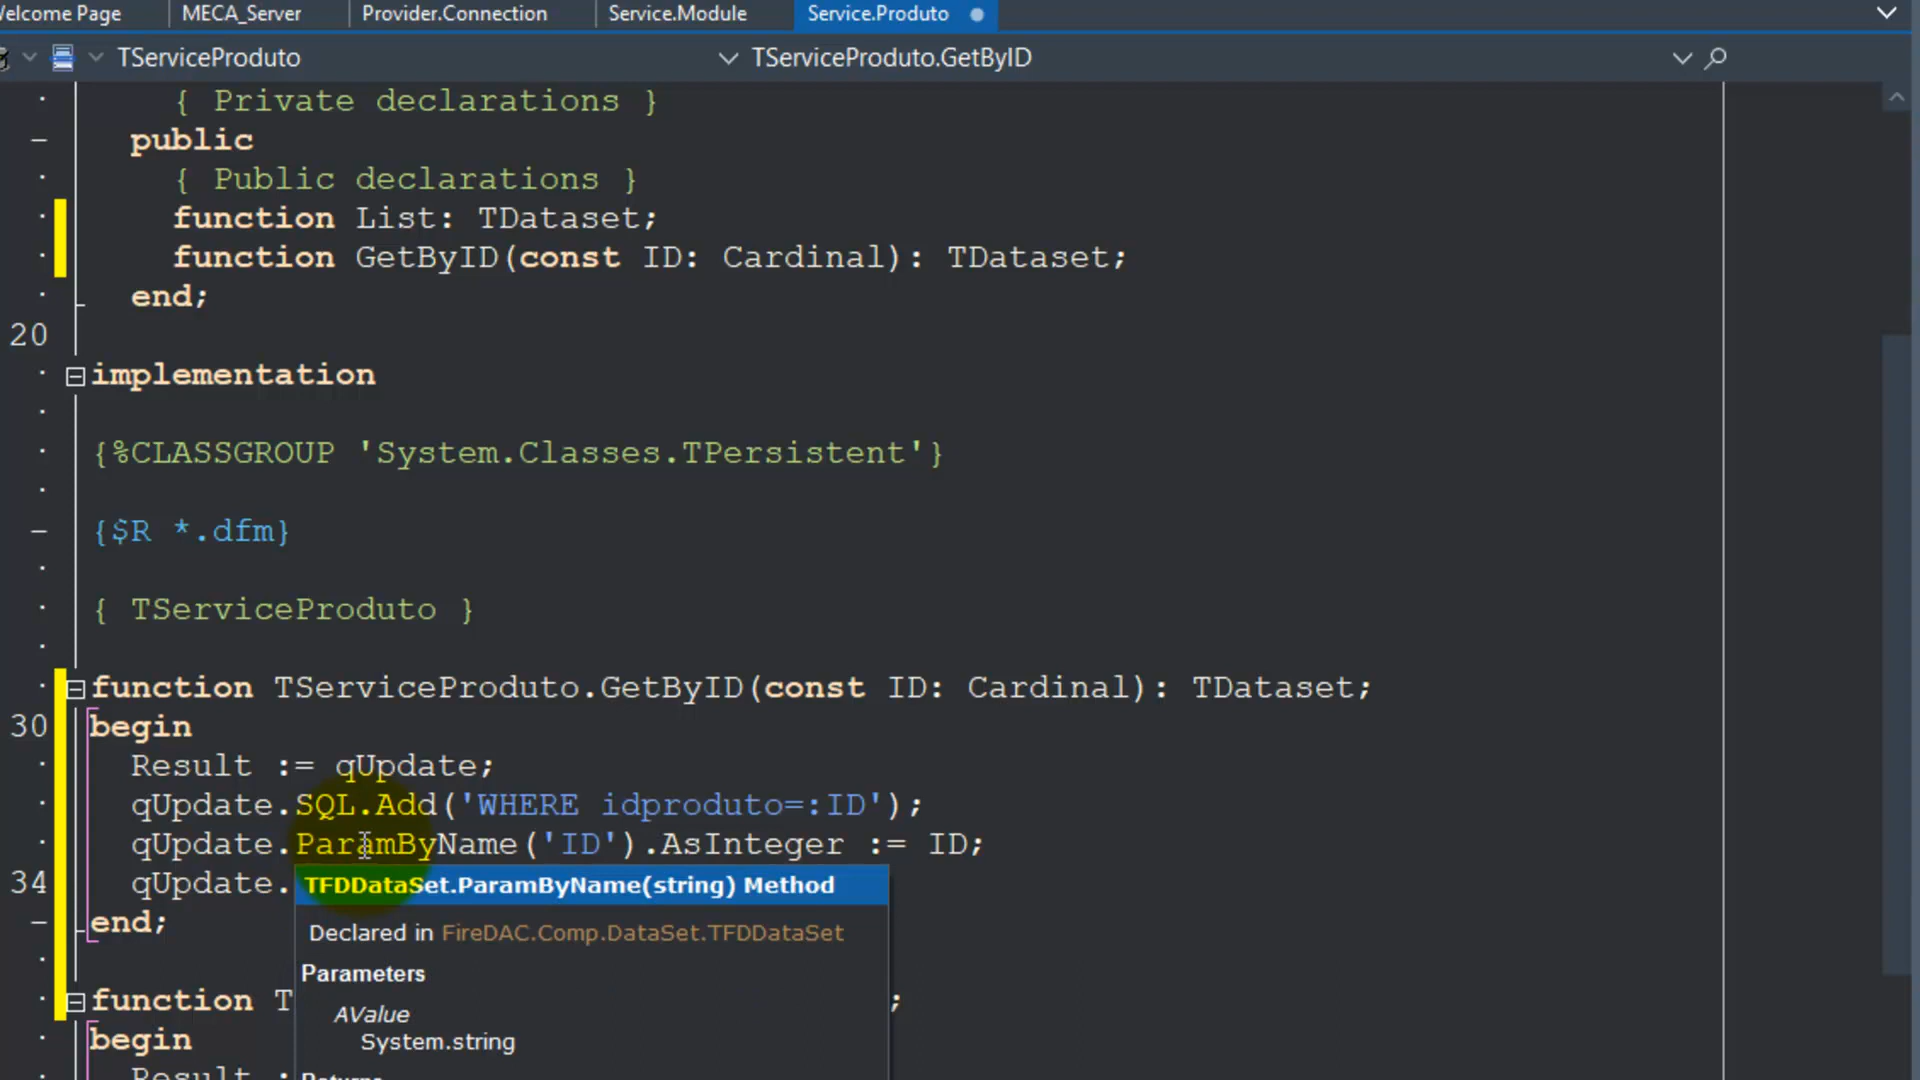 elcome Page
MECA_Server
Provider.Connection
Service.Module
Service.Produto
TServiceProduto
TServiceProduto.GetByID
{ Private declarations }
public
{ Public declarations }
function List: TDataset;
function GetByID(const ID: Cardinal): TDataset;
end;
20
implementation
{%CLASSGROUP 'System.Classes.TPersistent'}
{$R *.dfm}
{ TServiceProduto }
function TServiceProduto.GetByID(const ID: Cardinal): TDataset;
30 begin
Result := qUpdate;
qUpdate.SQL.Add('WHERE idproduto=:ID');
qUpdate.ParamByName('ID').AsInteger := ID;
34 qUpdate.
TFDDataSet.ParamByName(string) Method
end;
Declared in FireDAC.Comp.DataSet.TFDDataSet
Parameters
function T ;
AValue
begin
System.string